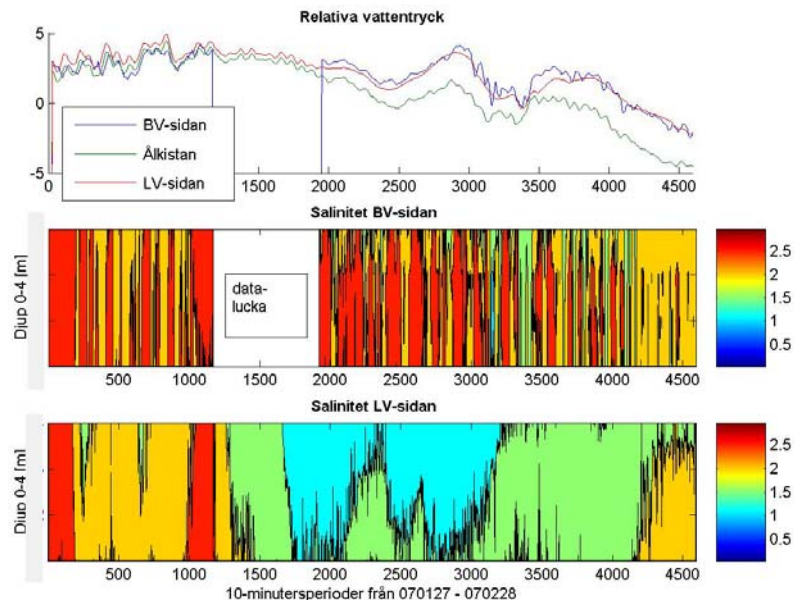 Relativa vattentryck
5
0
-5
BV-sidan
Ålkistan
LV-sidan
0 1500 2000 2500 3000 3500 4000 4500
Salinitet BV-sidan
Djup 0-4 [m]
data-
lucka
500 1000 1500 2000 2500 3000 3500 4000 4500
2.5
2
1.5
1
0.5
Salinitet LV-sidan
Djup 0-4 [m]
500 1000 1500 2000 2500 3000 3500 4000 4500
2.5
2
1.5
1
0.5
10-minutersperioder från 070127 - 070228